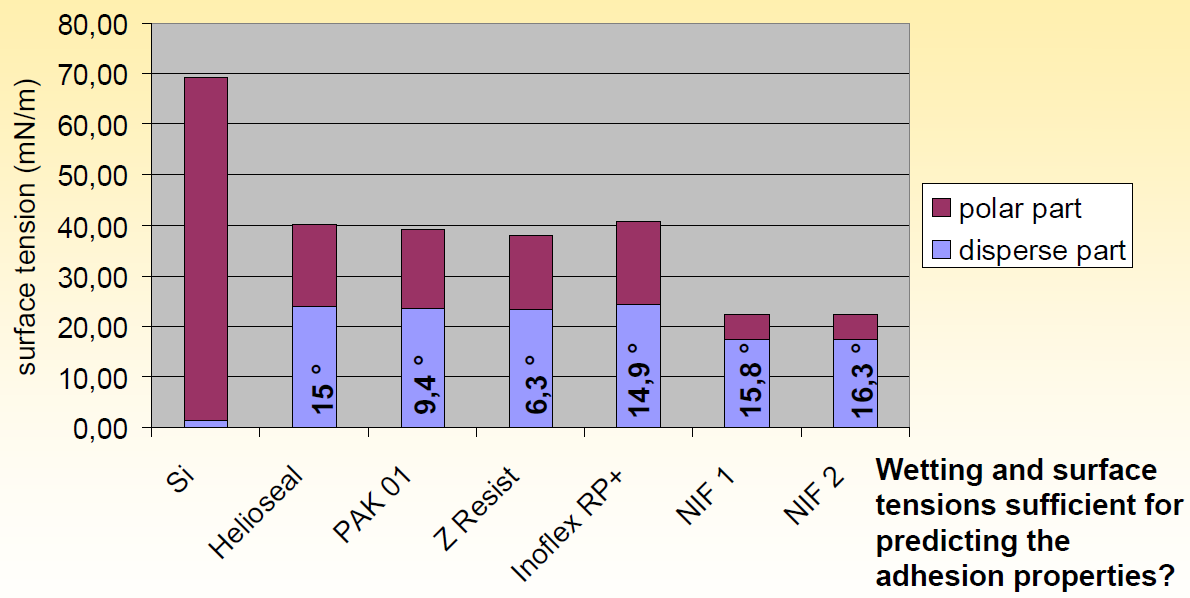 80,00
70,00
60,00
50,00
40,00
30,00
20,00
10,00
0,00
surface tension (mN/m)
15 °
9,4 °
6,3 °
14,9 °
15,8 °
16,3 °
Si
Helioseal
PAK 01
Z Resist
Inoflex RP+
NIF 1
NIF 2
polar part
disperse part
Wetting and surface
tensions sufficient for
predicting the
adhesion properties?